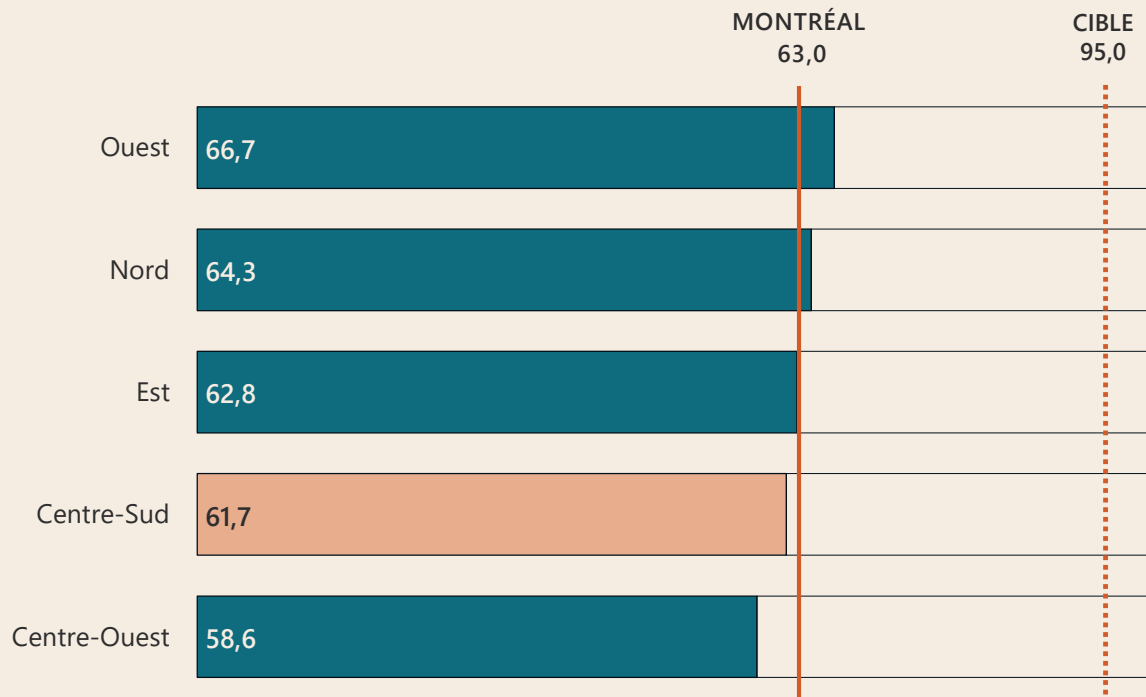 MONTRÉAL
63,0
CIBLE
95,0
Ouest
66,7
Nord
64,3
Est
62,8
Centre-Sud
61,7
Centre-Ouest
58,6